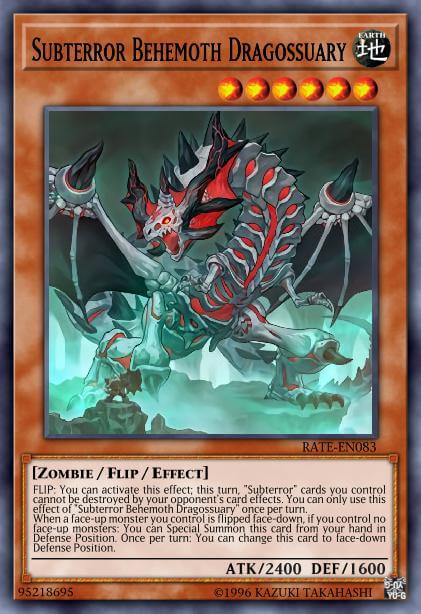 SUBTERROR BEHEMOTH DRAGOSSUARY
EARTH
地
RATE-EN083
[ZOMBIE / FLIP / EFFECT]
FLIP: You can activate this effect; this turn, "Subterror" cards you control
cannot be destroyed by your opponent's card effects. You can only use this
effect of "Subterror Behemoth Dragossuary" once per turn.
When a face-up monster you control is flipped face-down, if you control no
face-up monsters: You can Special Summon this card from your hand in
Defense Position. Once per turn: You can change this card to face-down
Defense Position.
ATK/2400 DEF/1600
95218695
©1996 KAZUKI TAKAHASHI